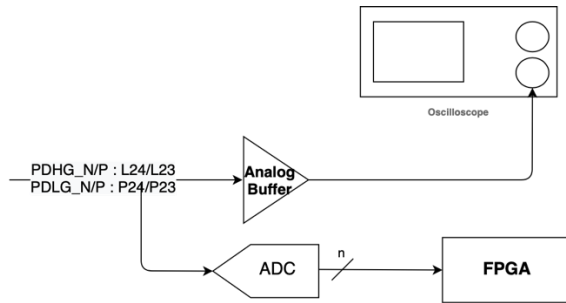 Oscilloscope
PDHG_N/P : L24/L23
PDLG_N/P : P24/P23
Analog
Buffer
n
ADC
FPGA